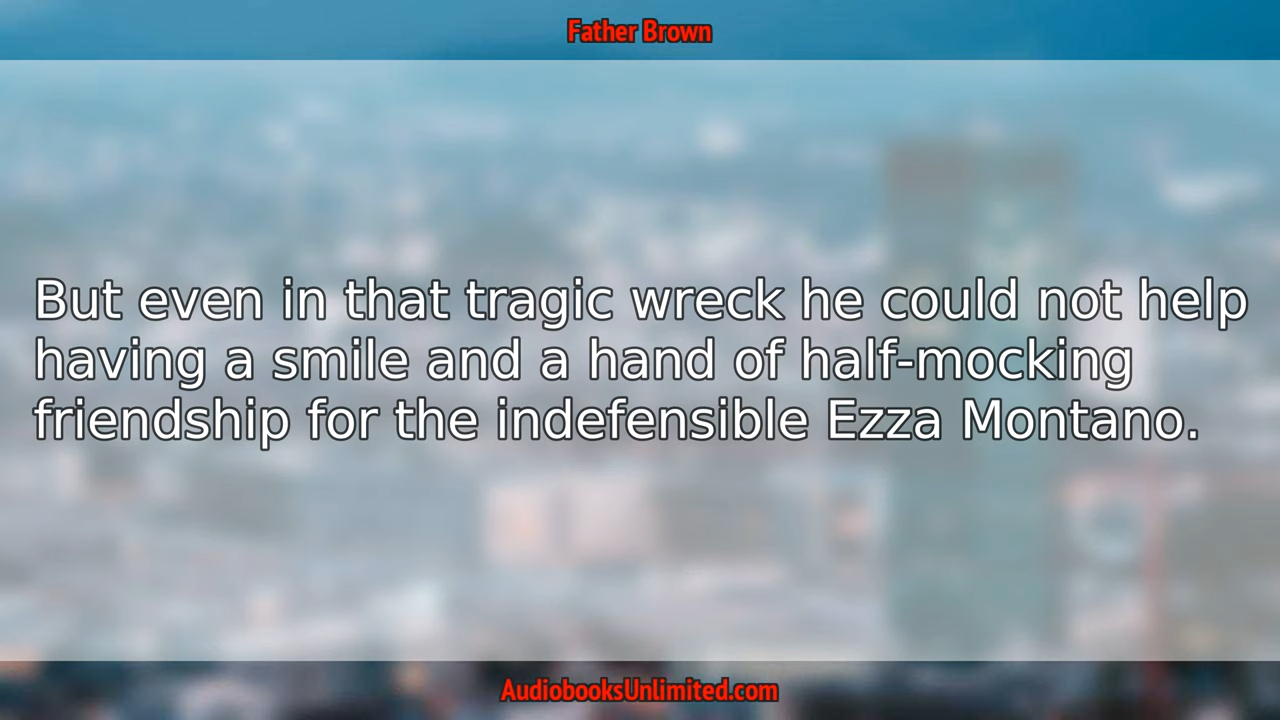 Father Brown
But even in that tragic wreck he could not help
having a smile and a hand of half-mocking
friendship for the indefensible Ezza Montano.
AudiobooksUnlimited.com